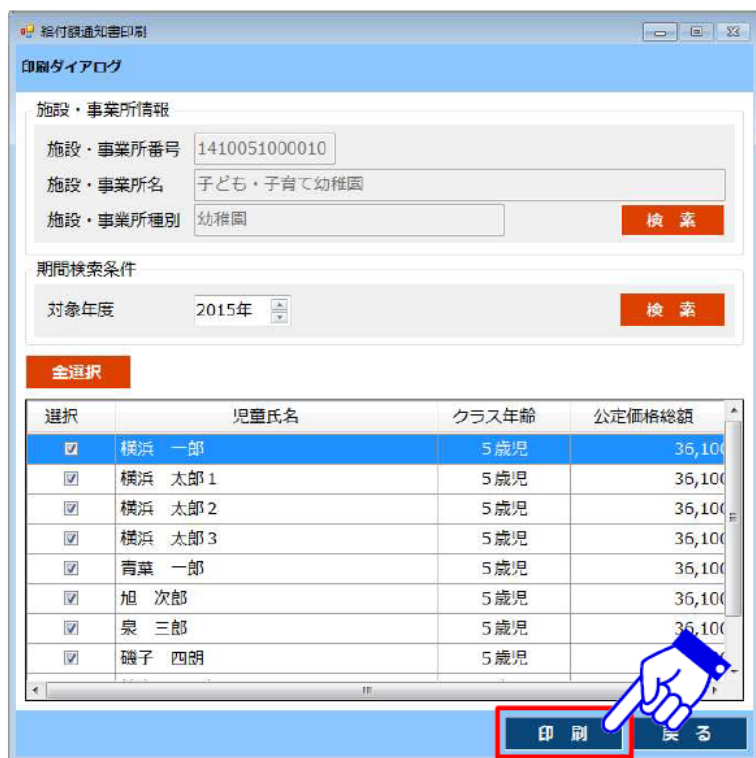 給付額通知書印刷
印刷ダイアログ
施設・事業所情報
施設・事業所番号 1410051000010
施設・事業所名 子ども・子育て幼稚園
施設・事業所種別 幼稚園 検 索
期間検索条件
対象年度 2015年 検 索
全選択
選択 児童氏名 クラス年齢 公定価格総額
横浜 一郎 5歳児 36,100
横浜 太郎1 5歳児 36,100
横浜 太郎2 5歳児 36,100
横浜 太郎3 5歳児 36,100
青葉 一郎 5歳児 36,100
旭 次郎 5歳児 36,100
泉 三郎 5歳児 36,100
磯子 四朗 5歳児
印 刷 戻 る